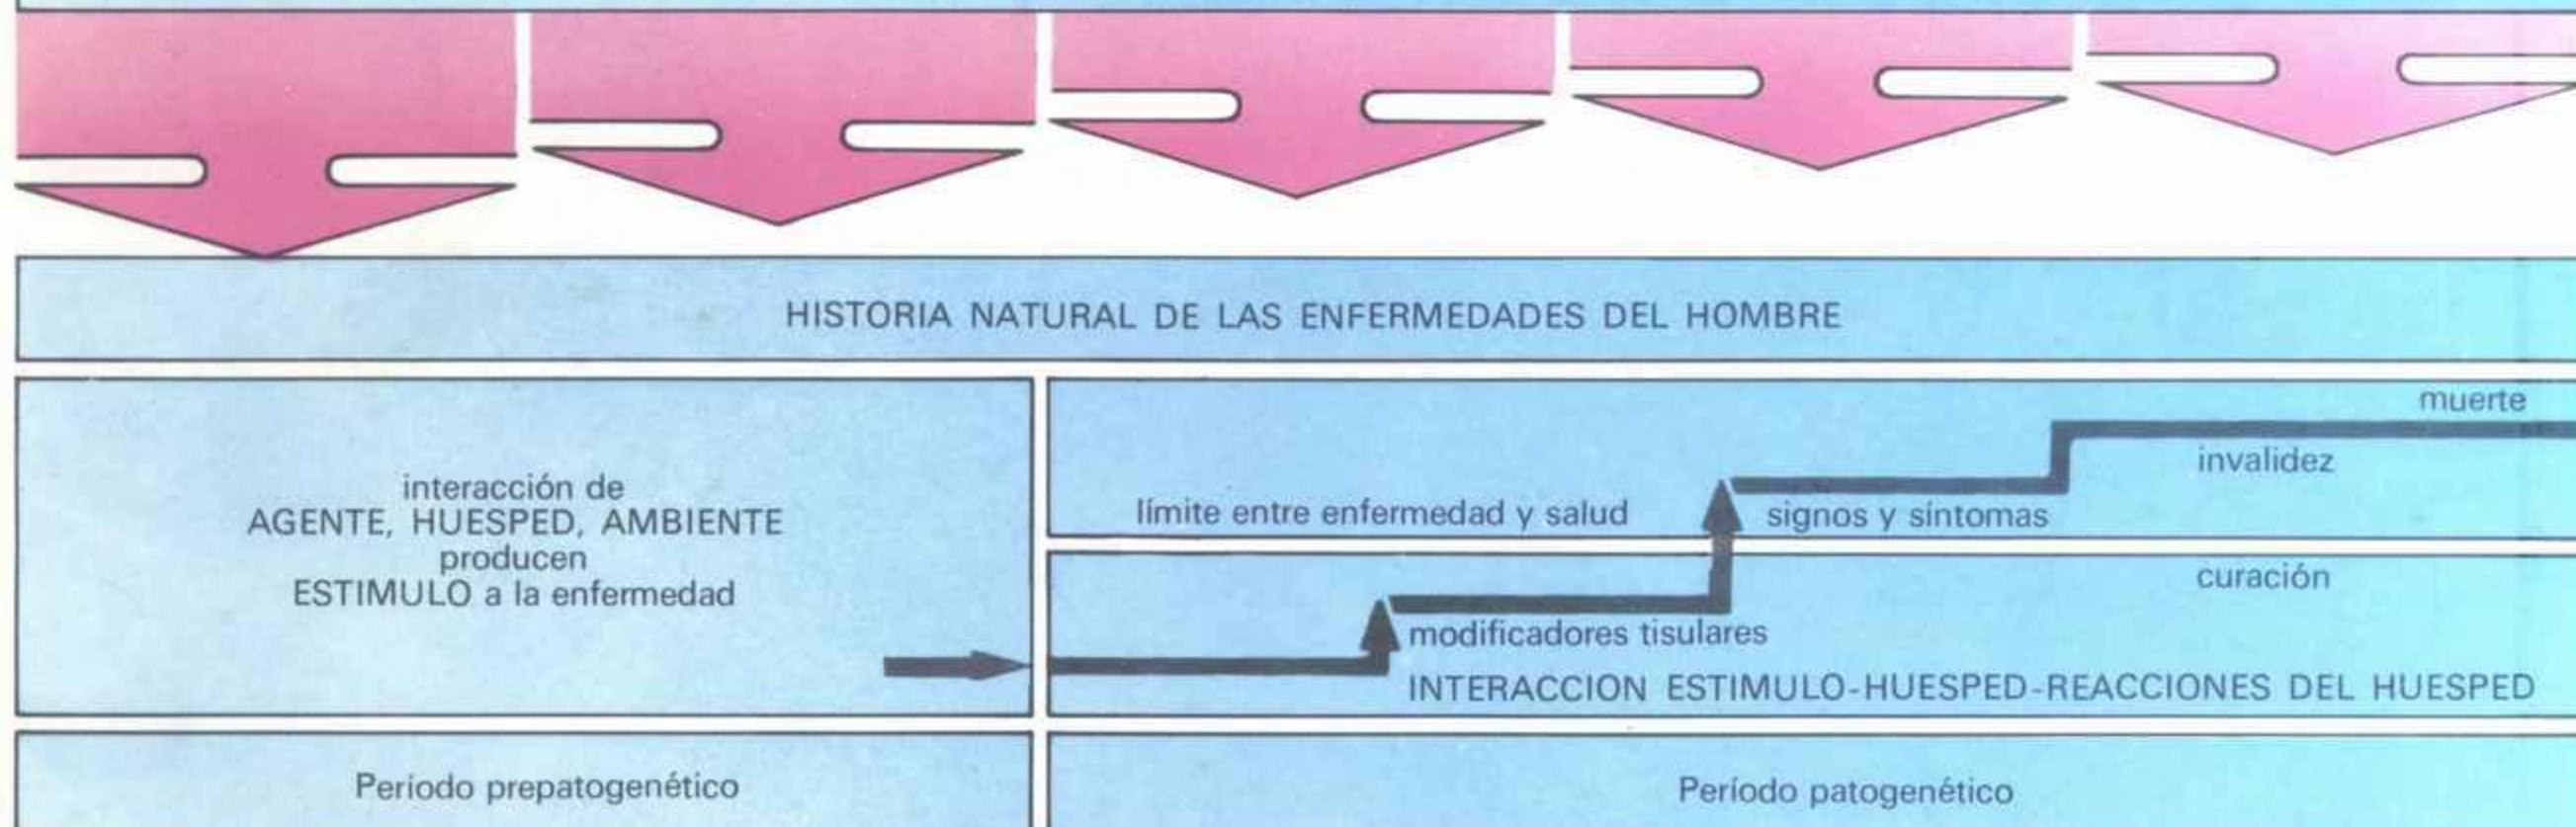 HISTORIA NATURAL DE LAS ENFERMEDADES DEL HOMBRE
interacción de
AGENTE, HUESPED, AMBIENTE
producen
ESTIMULO a la enfermedad
muerte
invalidez
límite entre enfermedad y salud
signos y síntomas
curación
modificadores tisulares
INTERACCION ESTIMULO-HUESPED-REACCIONES DEL HUESPED
Periodo prepatogenético
Período patogenético